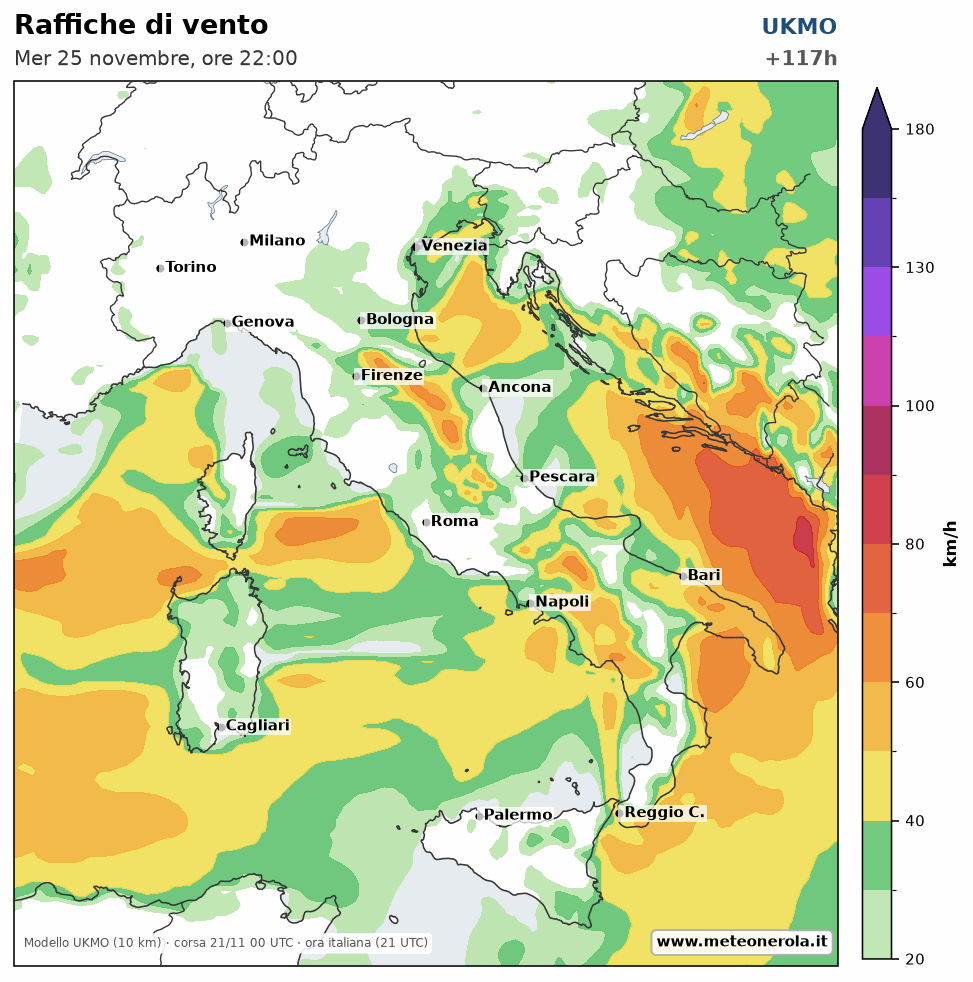 Raffiche di vento
UKMO
Mer 25 novembre, ore 22:00
+117h
Milano
Venezia
Torino
Genova
Bologna
Firenze
Ancona
Pescara
Roma
Bari
Napoli
Cagliari
Palermo
Reggio C.
180
130
100
80
60
40
20
km/h
Modello UKMO (10 km) · corsa 21/11 00 UTC · ora italiana (21 UTC)
www.meteonerola.it